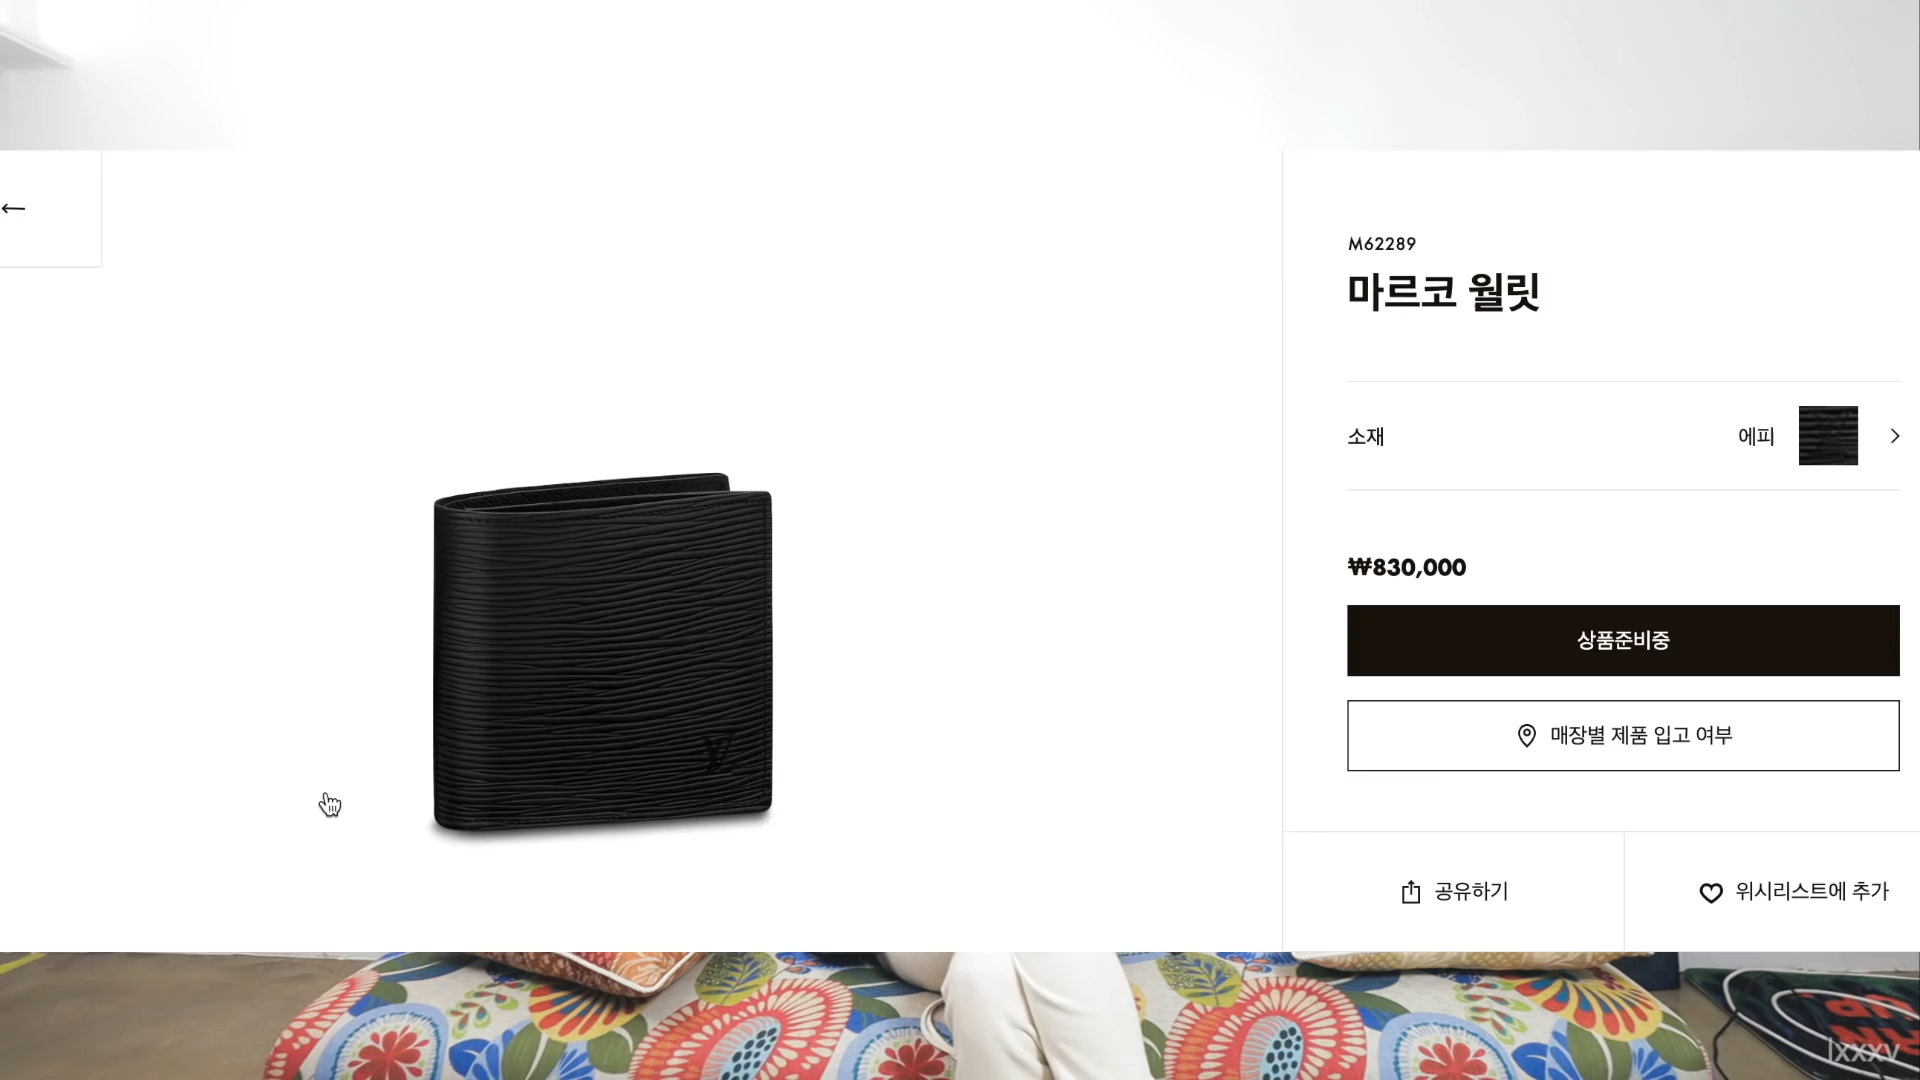 M62289
마르코 월릿
소재
에피
₩830,000
상품준비중
매장별 제품 입고 여부
공유하기
위시리스트에 추가
LV
lxxxv